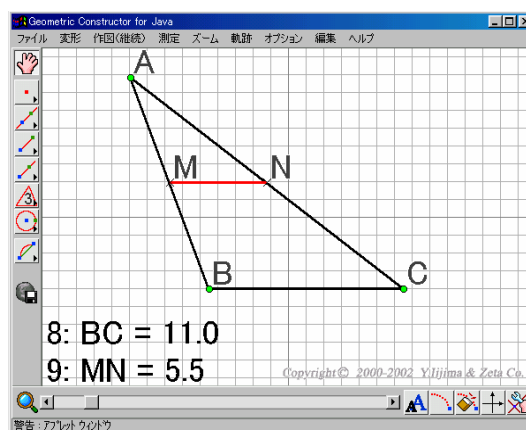 Geometric Constructor for Java
ファイル 変形 作図(継続) 測定 ズーム 軌跡 オプション 編集 ヘルプ
A
M N
B C
3
8: BC = 11.0
9: MN = 5.5
Copyright© 2000-2002 Y.Iijima & Zeta Co.
AA
警告 : アプレット ウィンドウ